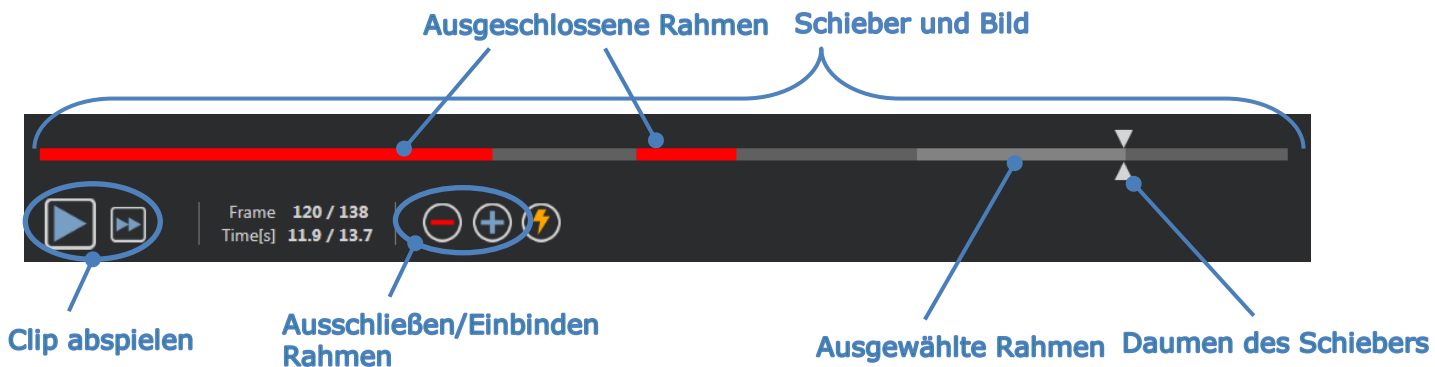 Ausgeschlossene Rahmen
Schieber und Bild
Frame 120 / 138
Time[s] 11.9 / 13.7
Clip abspielen
Ausschließen/Einbinden
Rahmen
Ausgewählte Rahmen
Daumen des Schiebers